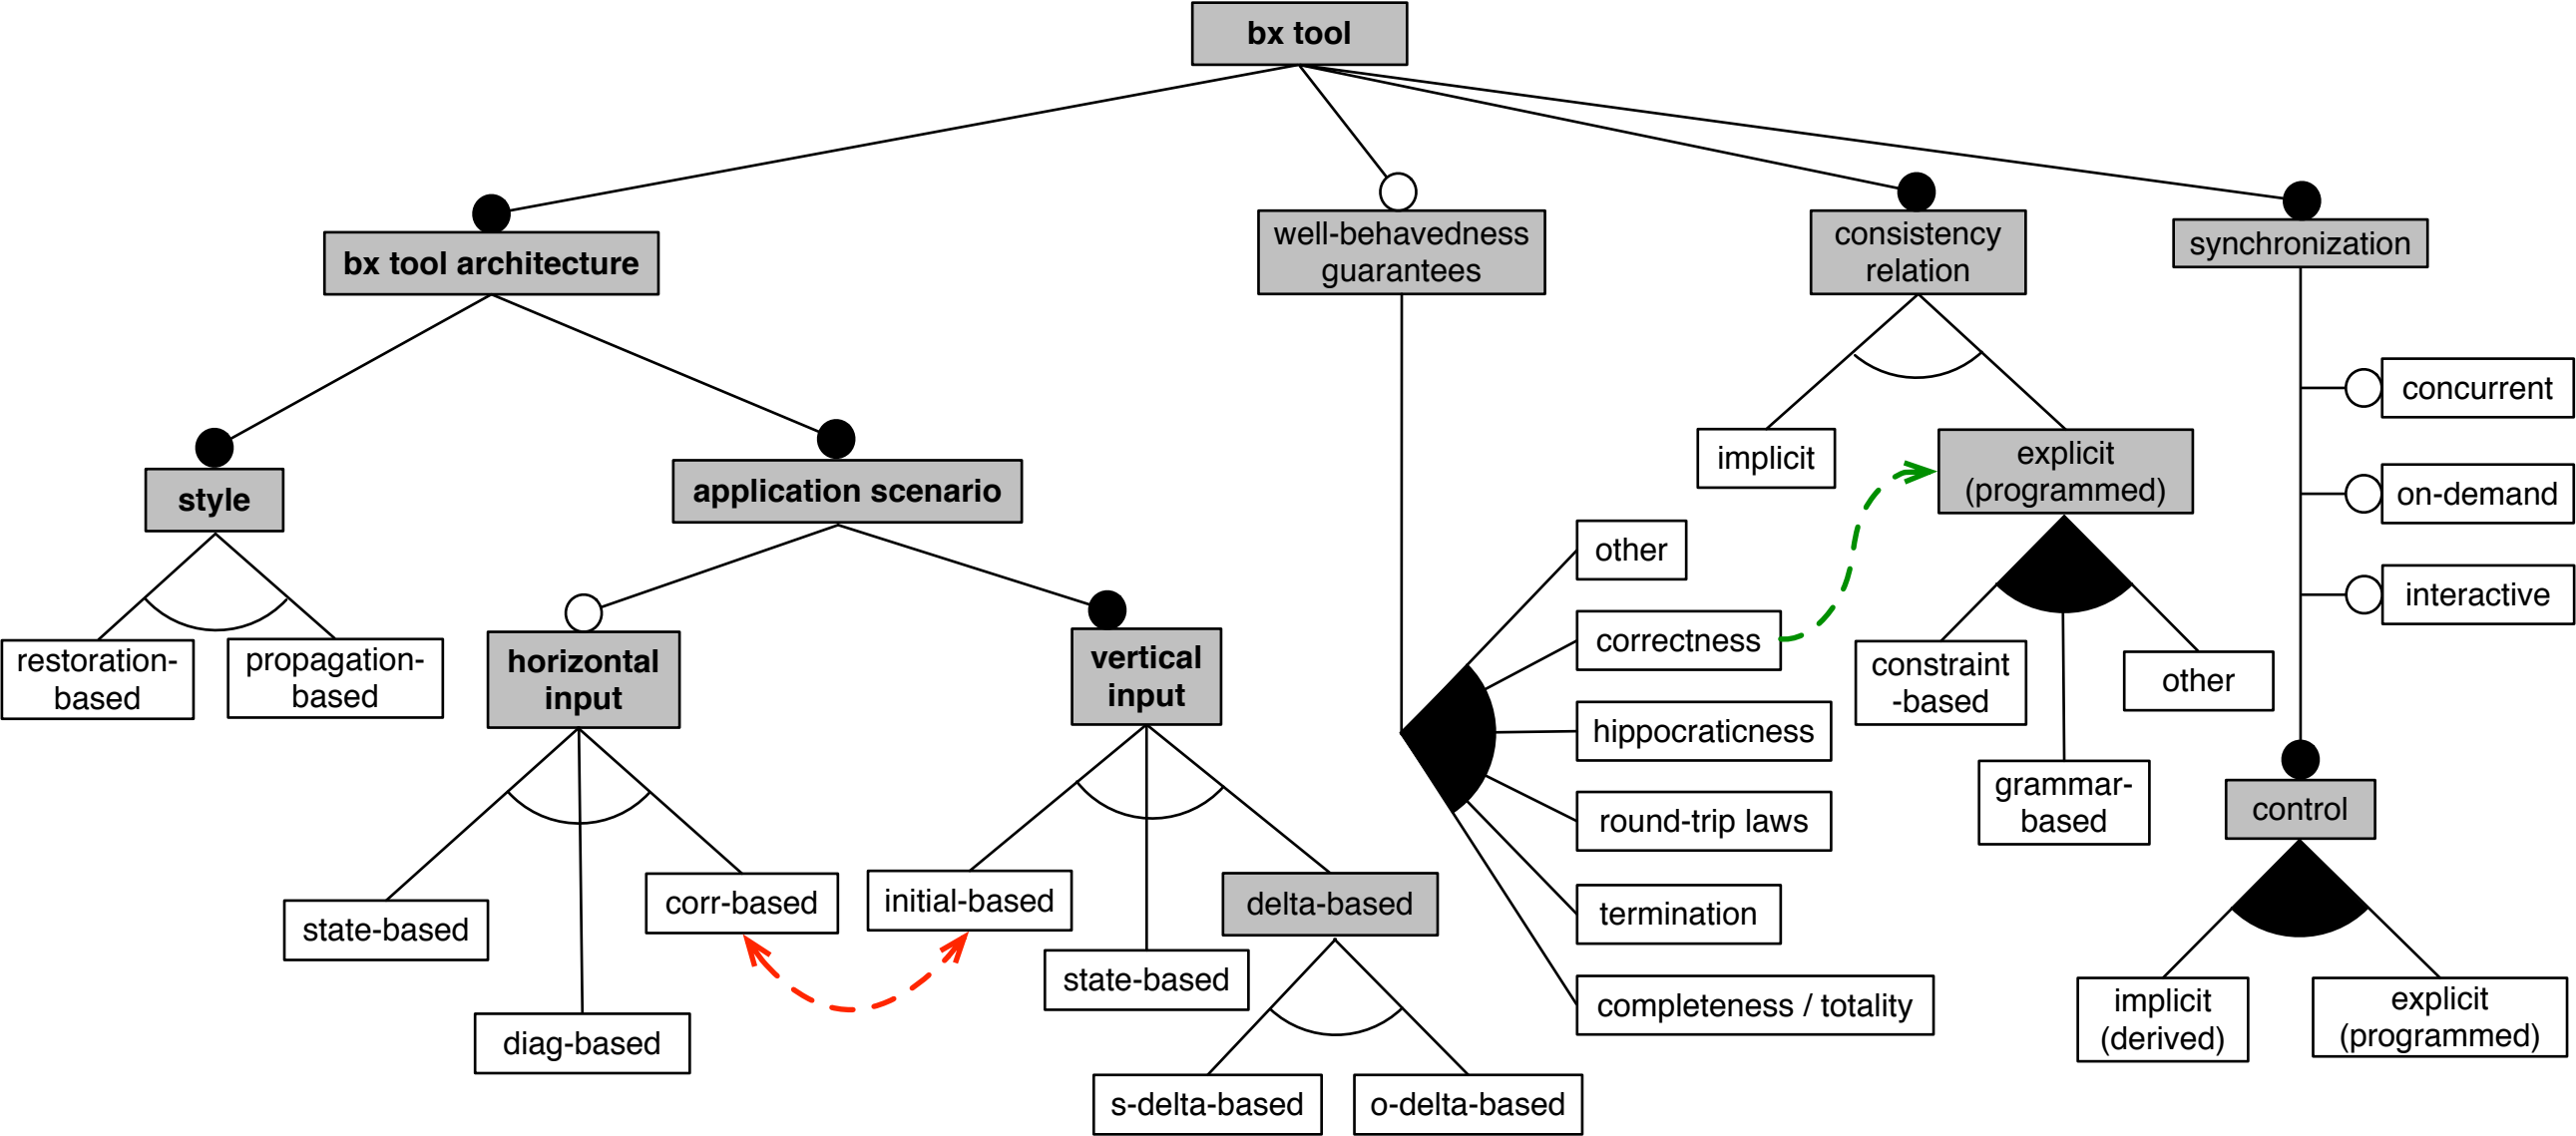 bx tool
bx tool architecture
well-behavedness
guarantees
consistency
relation
synchronization
concurrent
on-demand
interactive
style
application scenario
implicit
explicit
(programmed)
other
correctness
hippocraticness
round-trip laws
termination
completeness / totality
restoration-
based
propagation-
based
horizontal
input
vertical
input
constraint
-based
other
grammar-
based
control
state-based
diag-based
corr-based
initial-based
state-based
delta-based
s-delta-based
o-delta-based
implicit
(derived)
explicit
(programmed)